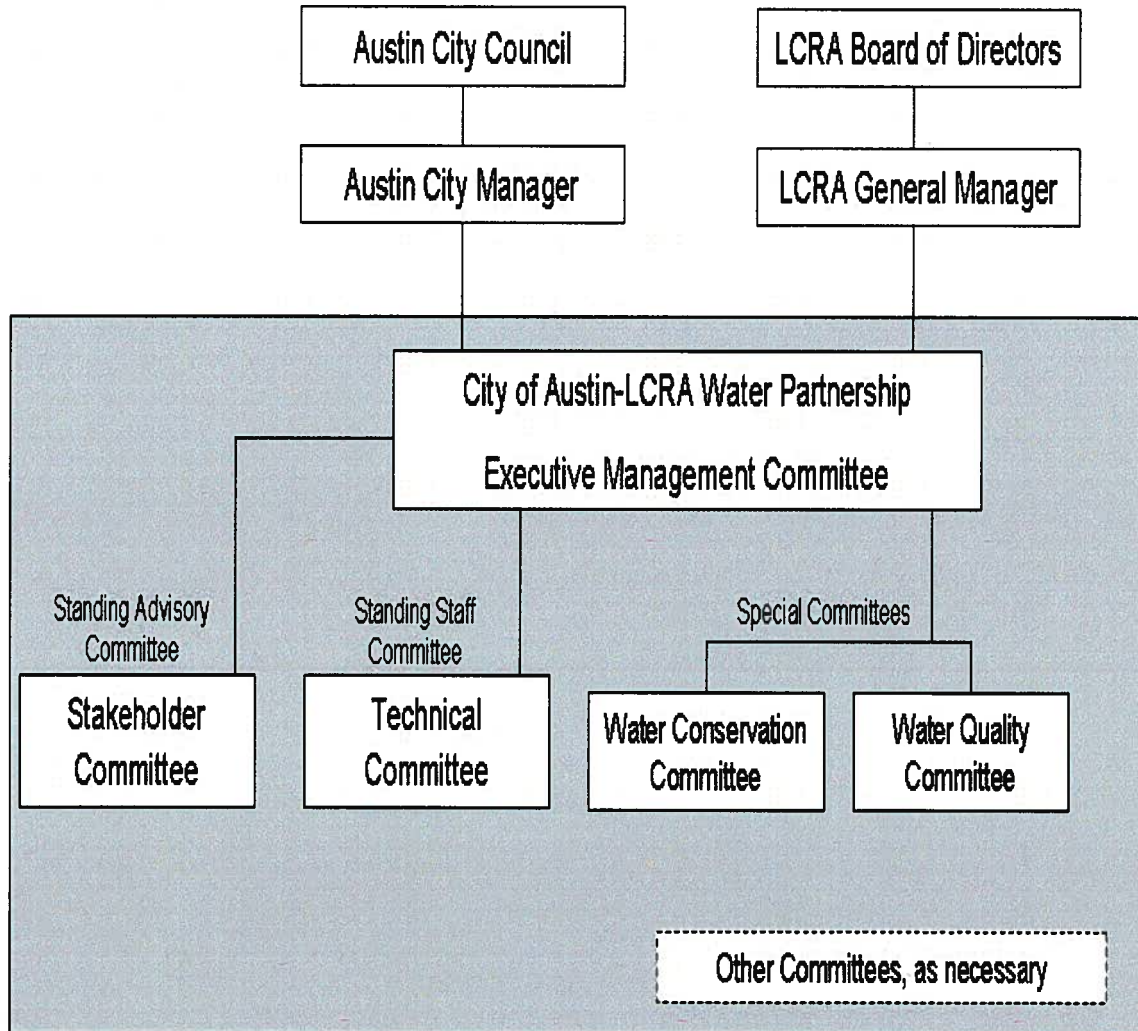 Austin City Council
LCRA Board of Directors
Austin City Manager
LCRA General Manager
City of Austin-LCRA Water Partnership
Executive Management Committee
Standing Advisory
Committee
Standing Staff
Committee
Special Committees
Stakeholder
Committee
Technical
Committee
Water Conservation
Committee
Water Quality
Committee
Other Committees, as necessary